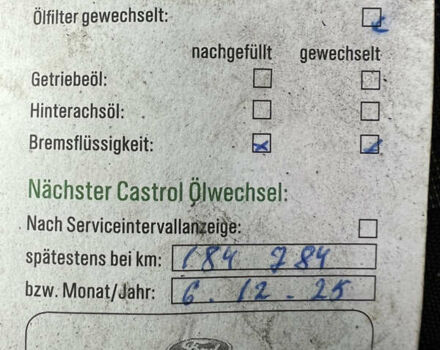 Ölfilter gewechselt:
nachgefüllt gewechselt
Getriebeöl:
Hinterachsöl:
Bremsflüssigkeit:
Nächster Castrol Ölwechsel:
Nach Serviceintervallanzeige:
spätestens bei km: 184 784
bzw. Monat/Jahr: 6. 12 - 25
Ford